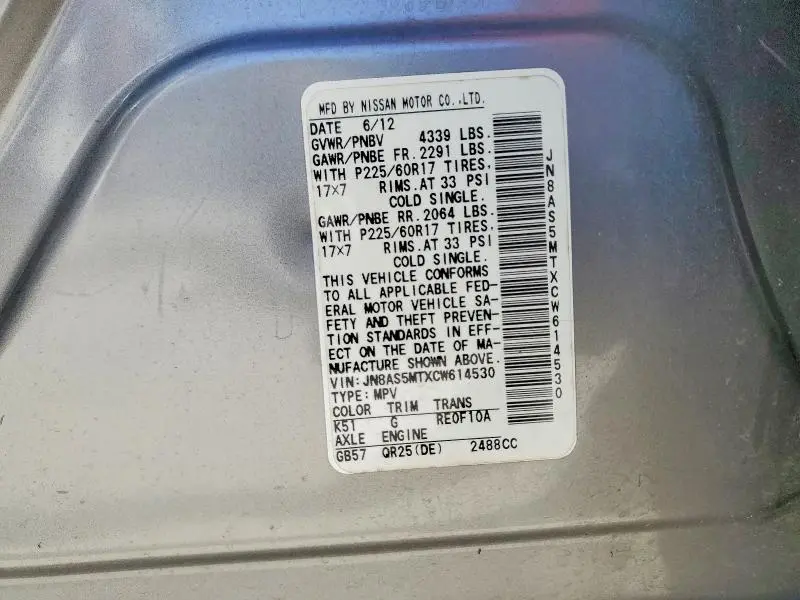 MFD BY NISSAN MOTOR CO.,LTD.
DATE 6/12
GVWR/PNBV 4339 LBS.
GAWR/PNBE FR. 2291 LBS.
WITH P225/60R17 TIRES.
17×7 RIMS.AT 33 PSI
COLD SINGLE.
GAWR/PNBE RR. 2064 LBS.
WITH P225/60R17 TIRES.
17×7 RIMS.AT 33 PSI
COLD SINGLE.
THIS VEHICLE CONFORMS
TO ALL APPLICABLE FED-
ERAL MOTOR VEHICLE SA-
FETY AND THEFT PREVEN-
TION STANDARDS IN EFF-
ECT ON THE DATE OF MA-
NUFACTURE SHOWN ABOVE.
VIN: JN8AS5MTXCW614530
TYPE: MPV
COLOR TRIM TRANS
K51 G RE0F10A
AXLE ENGINE
GB57 QR25(DE) 2488CC
JN8AS5MTXCW614530